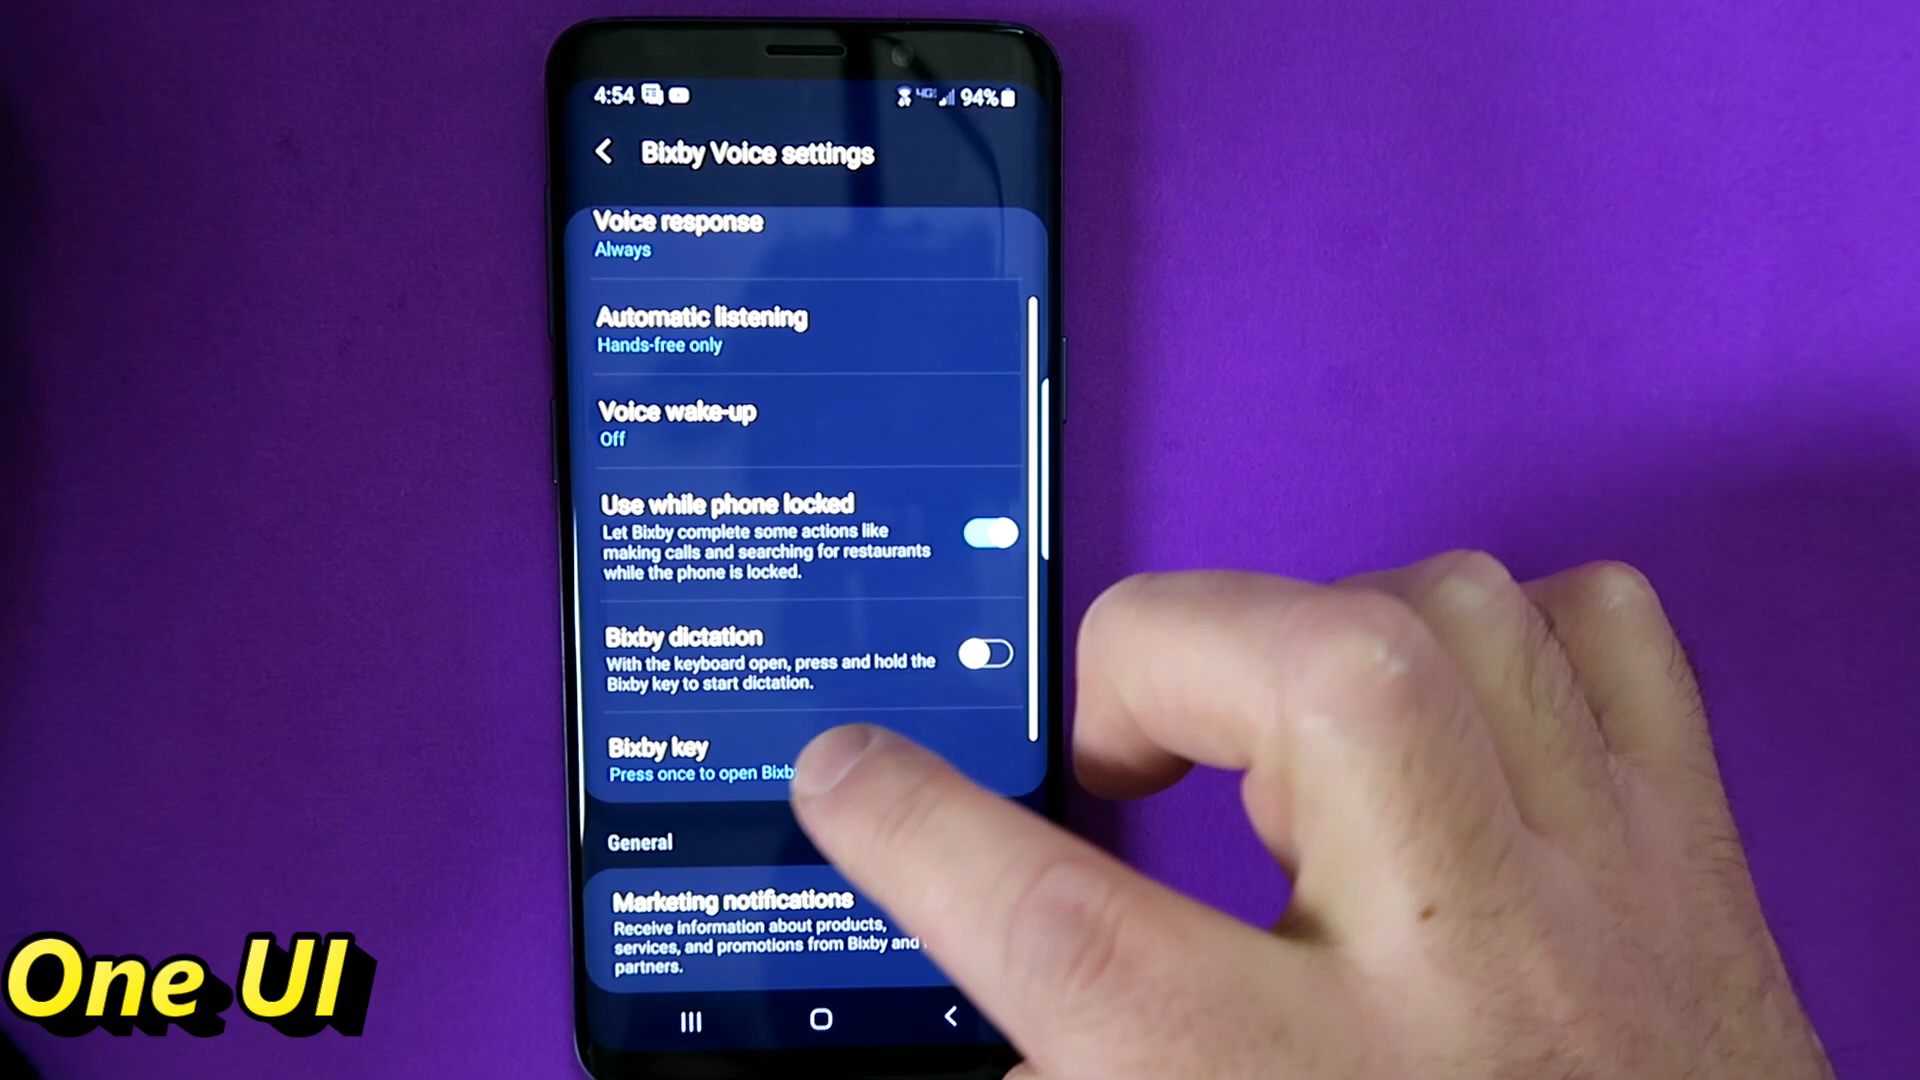 4:54
4GE 94%
Bixby Voice settings
Voice response
Always
Automatic listening
Hands-free only
Voice wake-up
Off
Use while phone locked
Let Bixby complete some actions like
making calls and searching for restaurants
while the phone is locked.
Bixby dictation
With the keyboard open, press and hold the
Bixby key to start dictation.
Bixby key
Press once to open Bixby
General
Marketing notifications
Receive information about products,
services, and promotions from Bixby and
partners.
One UI